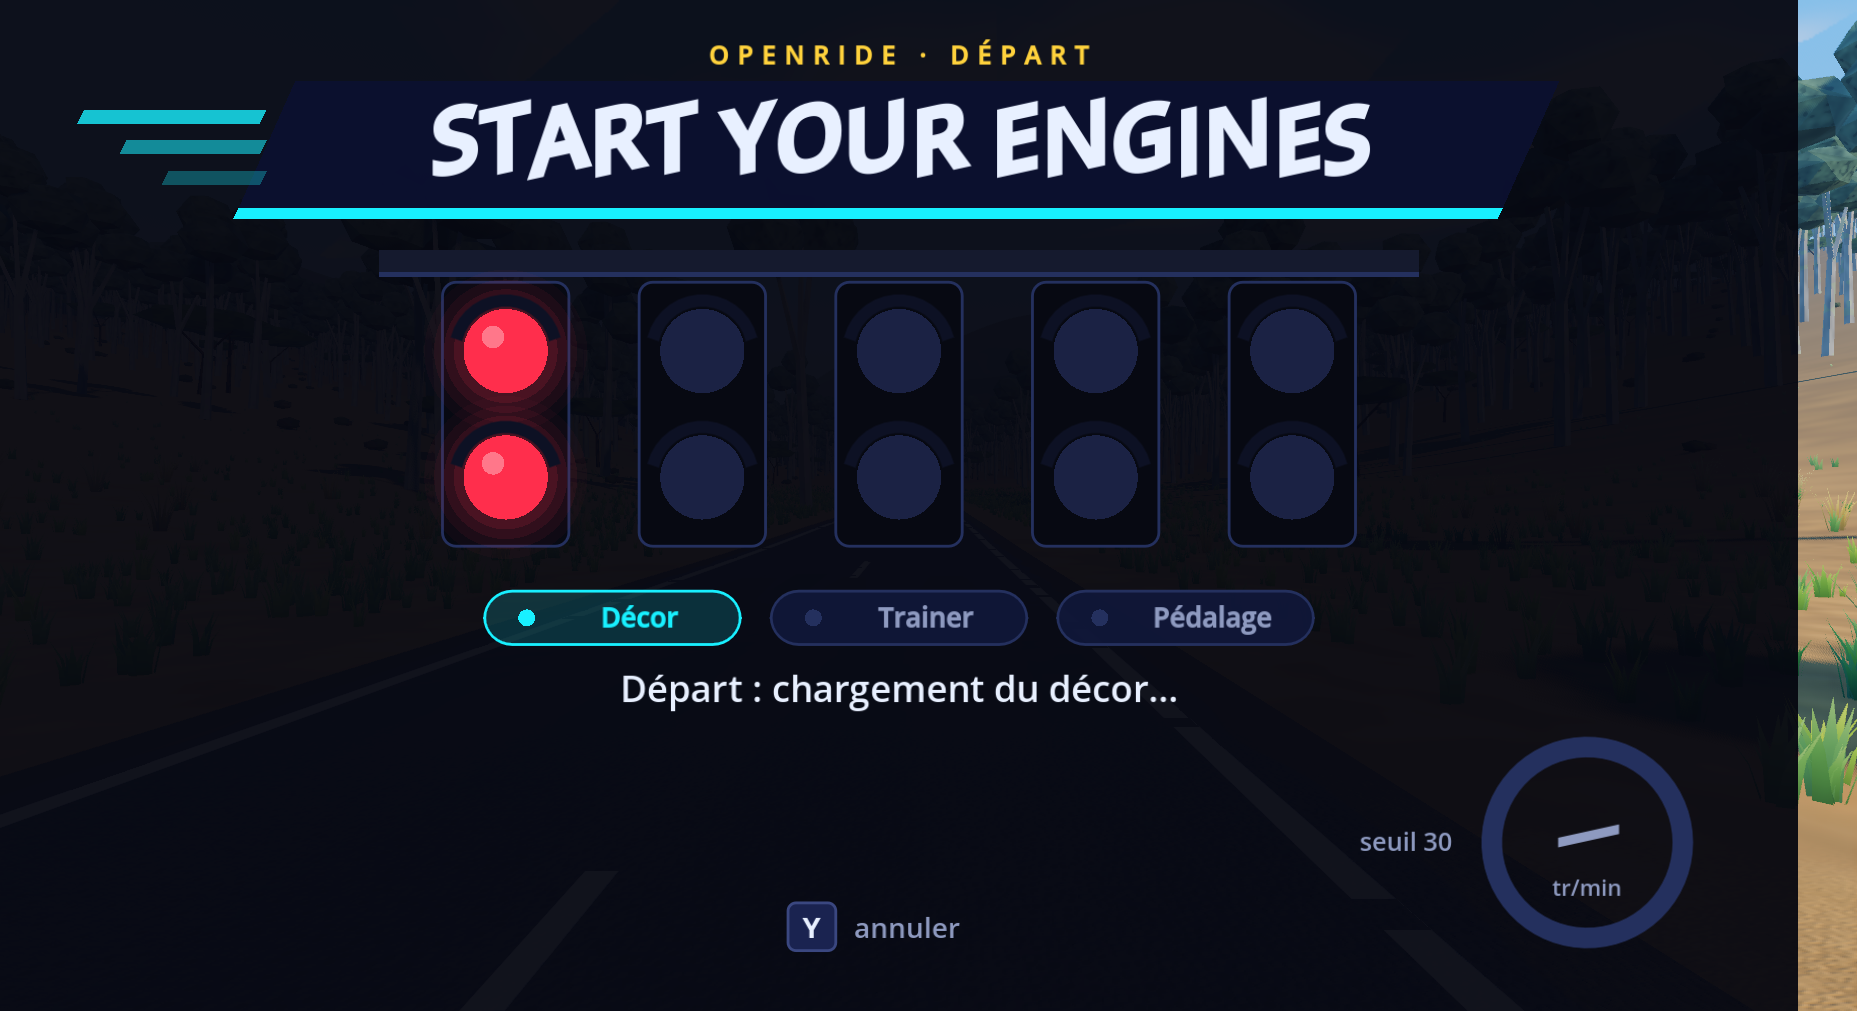 OPENRIDE · DÉPART
START YOUR ENGINES
Décor
Trainer
Pédalage
Départ : chargement du décor...
seuil 30
—
tr/min
Y annuler